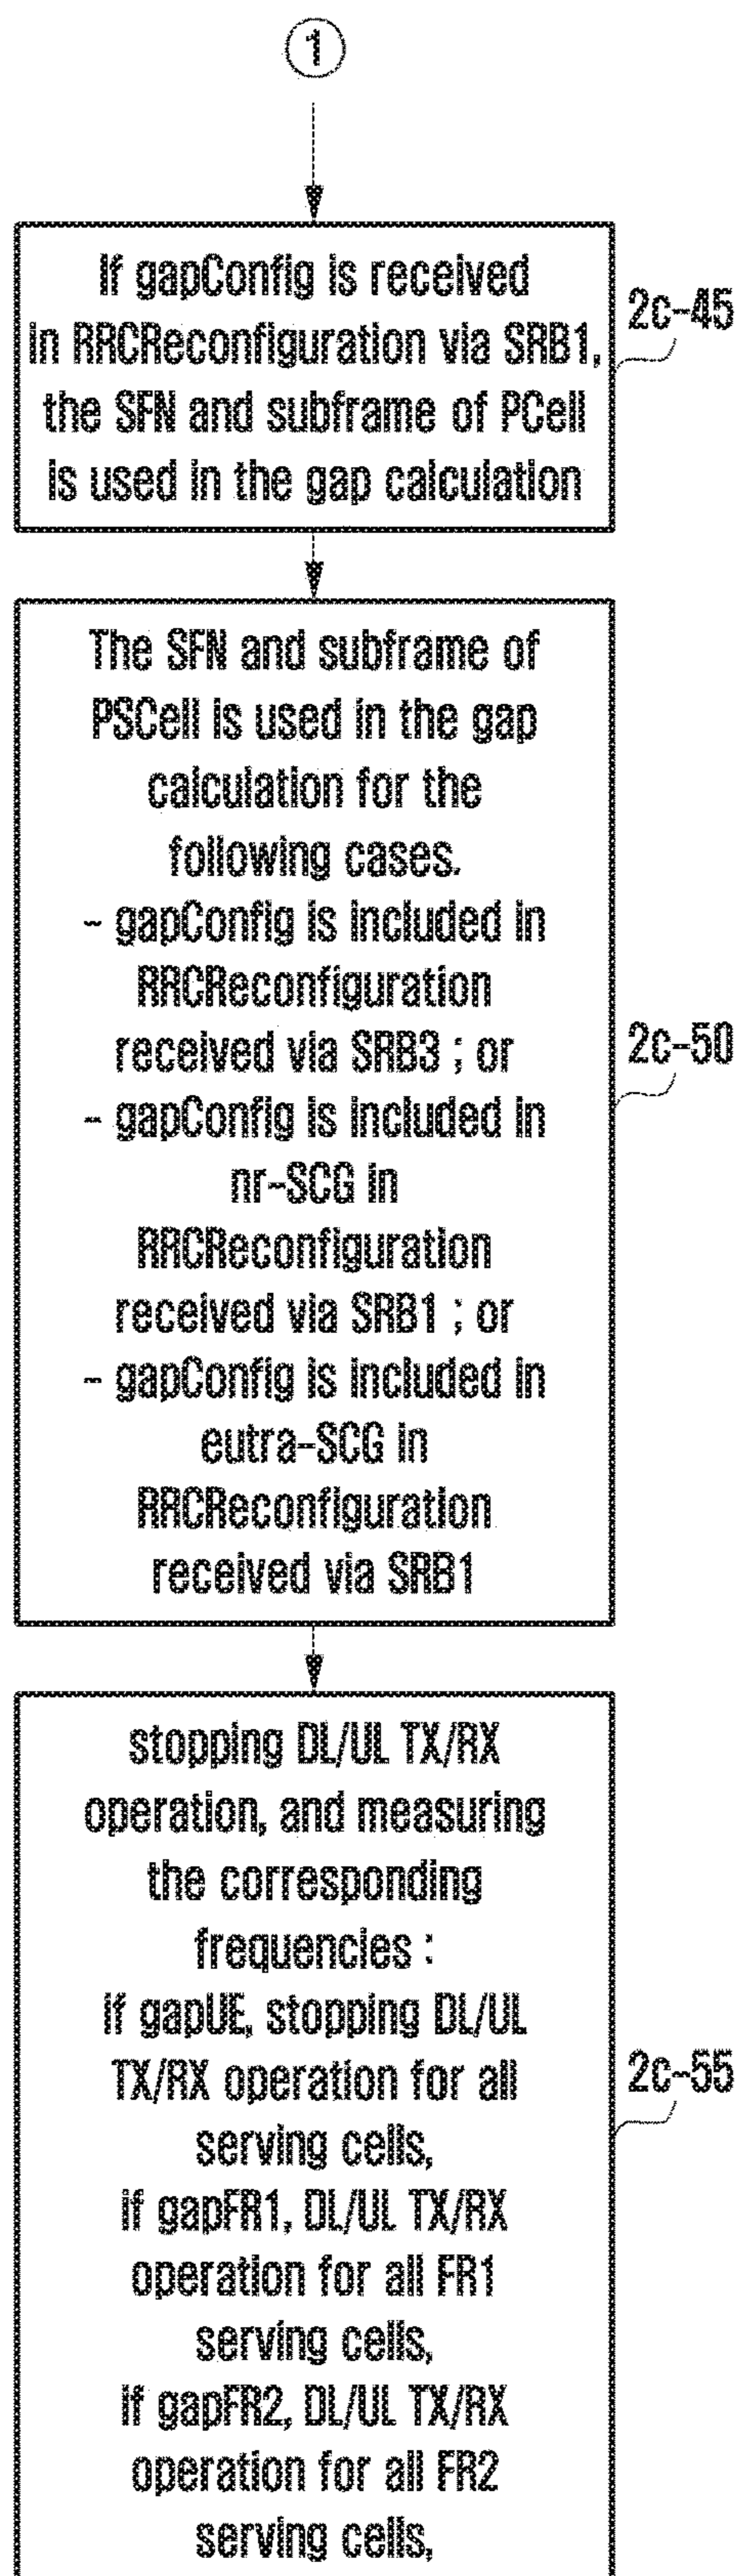 1
If gapConfig is received
in RRCReconfiguration via SRB1,
the SFN and subframe of PCell
is used in the gap calculation
2c-45
The SFN and subframe of
PSCell is used in the gap
calculation for the
following cases.
- gapConfig is included in
RRCReconfiguration
received via SRB3 ; or
- gapConfig is included in
nr-SCG in
RRCReconfiguration
received via SRB1 ; or
- gapConfig is included in
eutra-SCG in
RRCReconfiguration
received via SRB1
2c-50
stopping DL/UL TX/RX
operation, and measuring
the corresponding
frequencies :
If gapUE, stopping DL/UL
TX/RX operation for all
serving cells,
if gapFR1, DL/UL TX/RX
operation for all FR1
serving cells,
if gapFR2, DL/UL TX/RX
operation for all FR2
serving cells,
2c-55